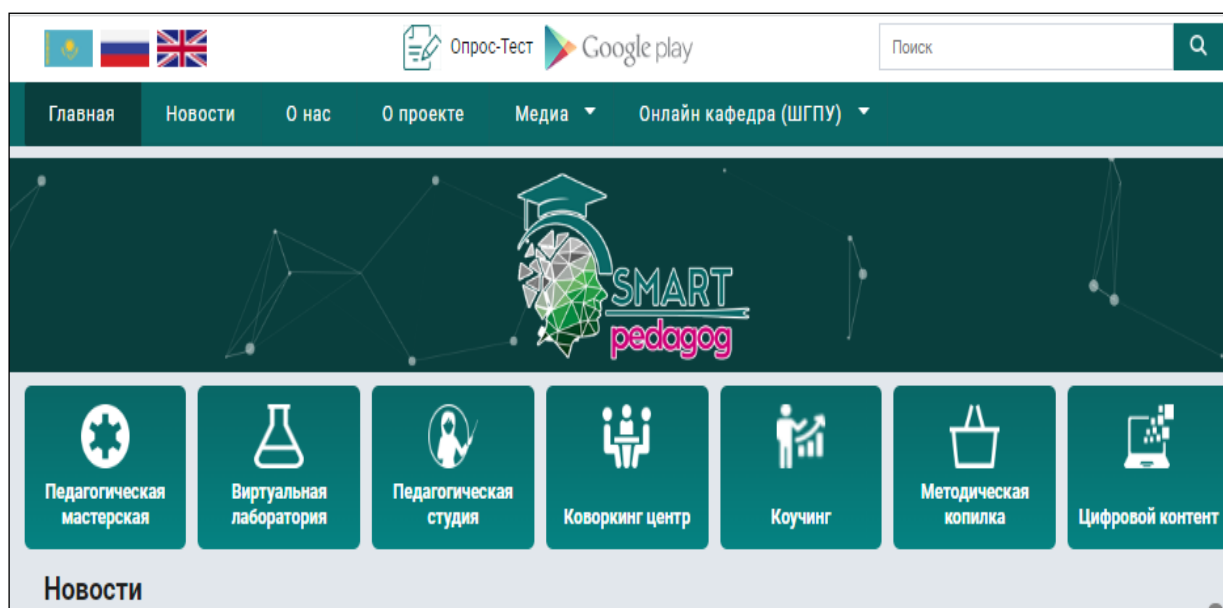 Опрос-Тест
Google play
Поиск
Главная Новости О нас О проекте Медиа Онлайн кафедра (ШГПУ)
SMART
pedagog
Педагогическая
мастерская
Виртуальная
лаборатория
Педагогическая
студия
Коворкинг центр
Коучинг
Методическая
копилка
Цифровой контент
Новости